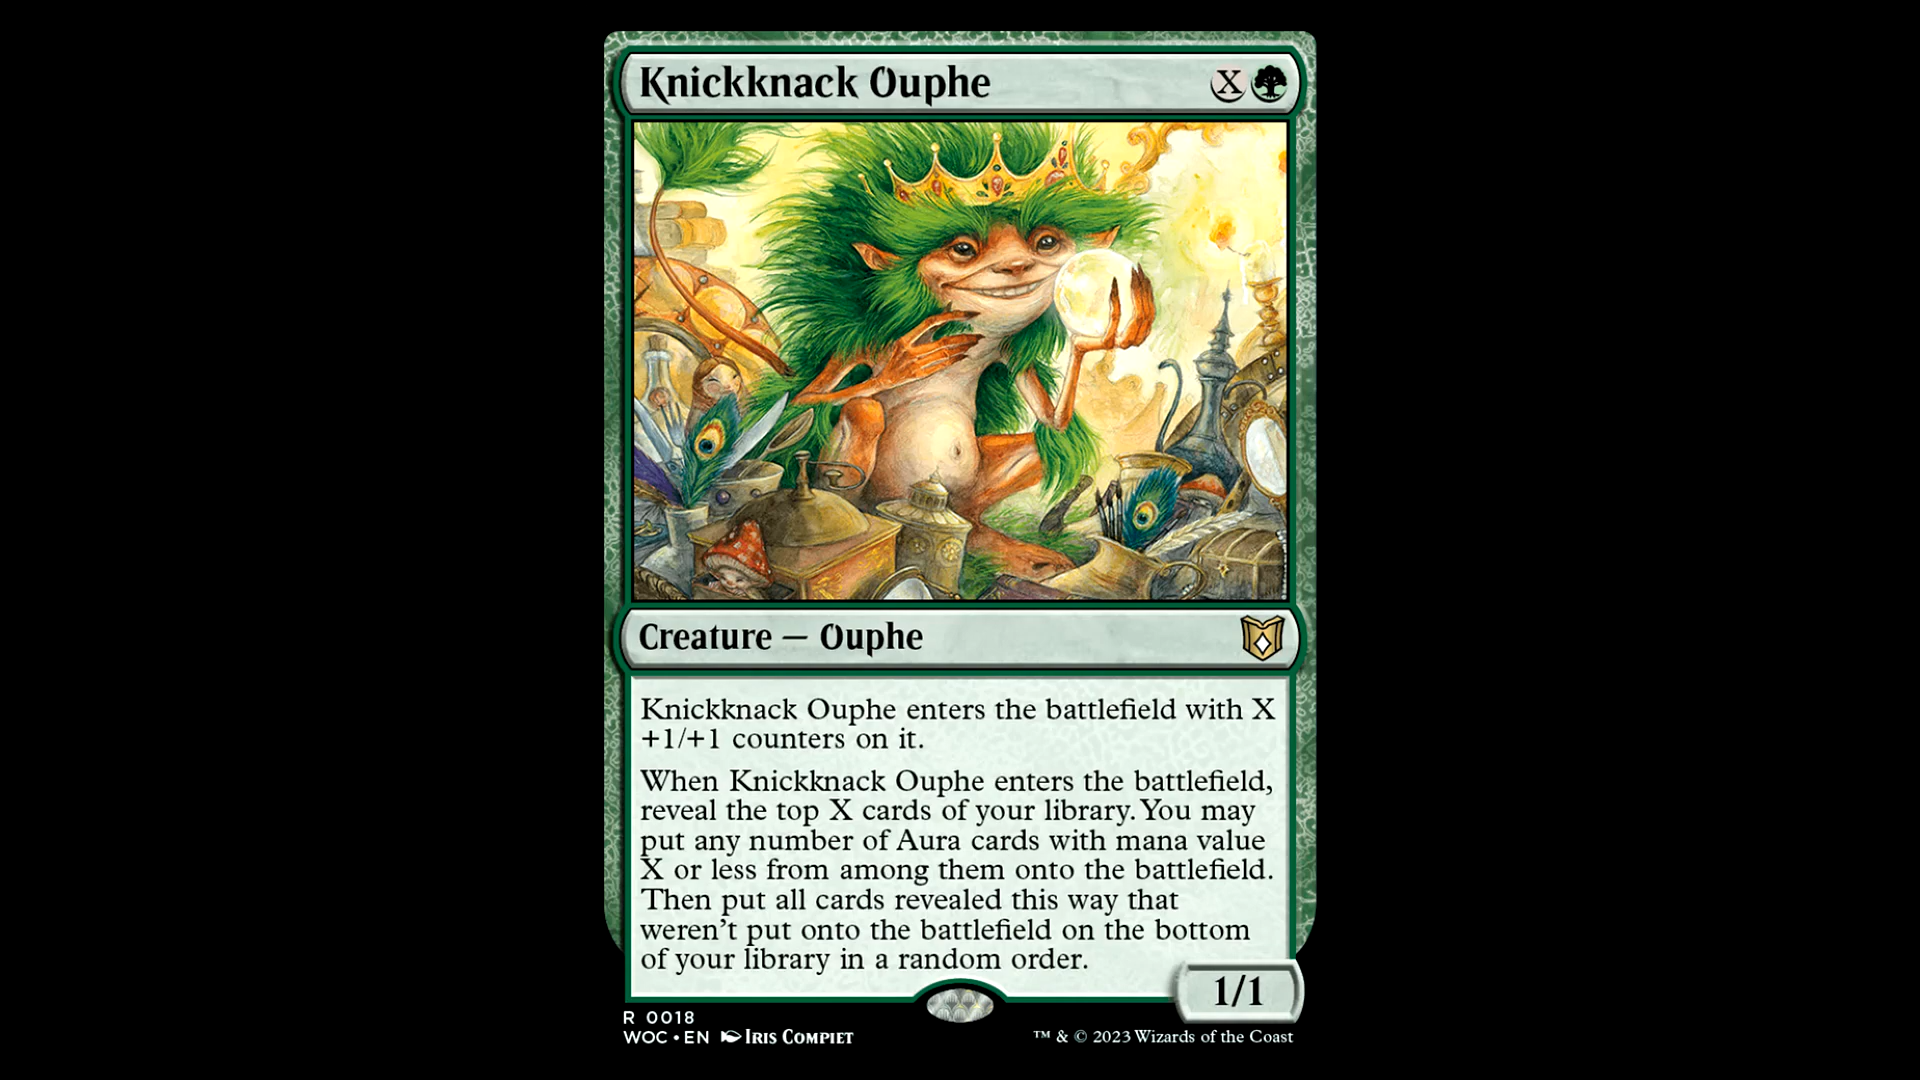 Knickknack Ouphe X
Creature — Ouphe
Knickknack Ouphe enters the battlefield with X
+1/+1 counters on it.
When Knickknack Ouphe enters the battlefield,
reveal the top X cards of your library. You may
put any number of Aura cards with mana value
X or less from among them onto the battlefield.
Then put all cards revealed this way that
weren't put onto the battlefield on the bottom
of your library in a random order.
1/1
R 0018
WOC • EN Iris Compiet
™ & © 2023 Wizards of the Coast